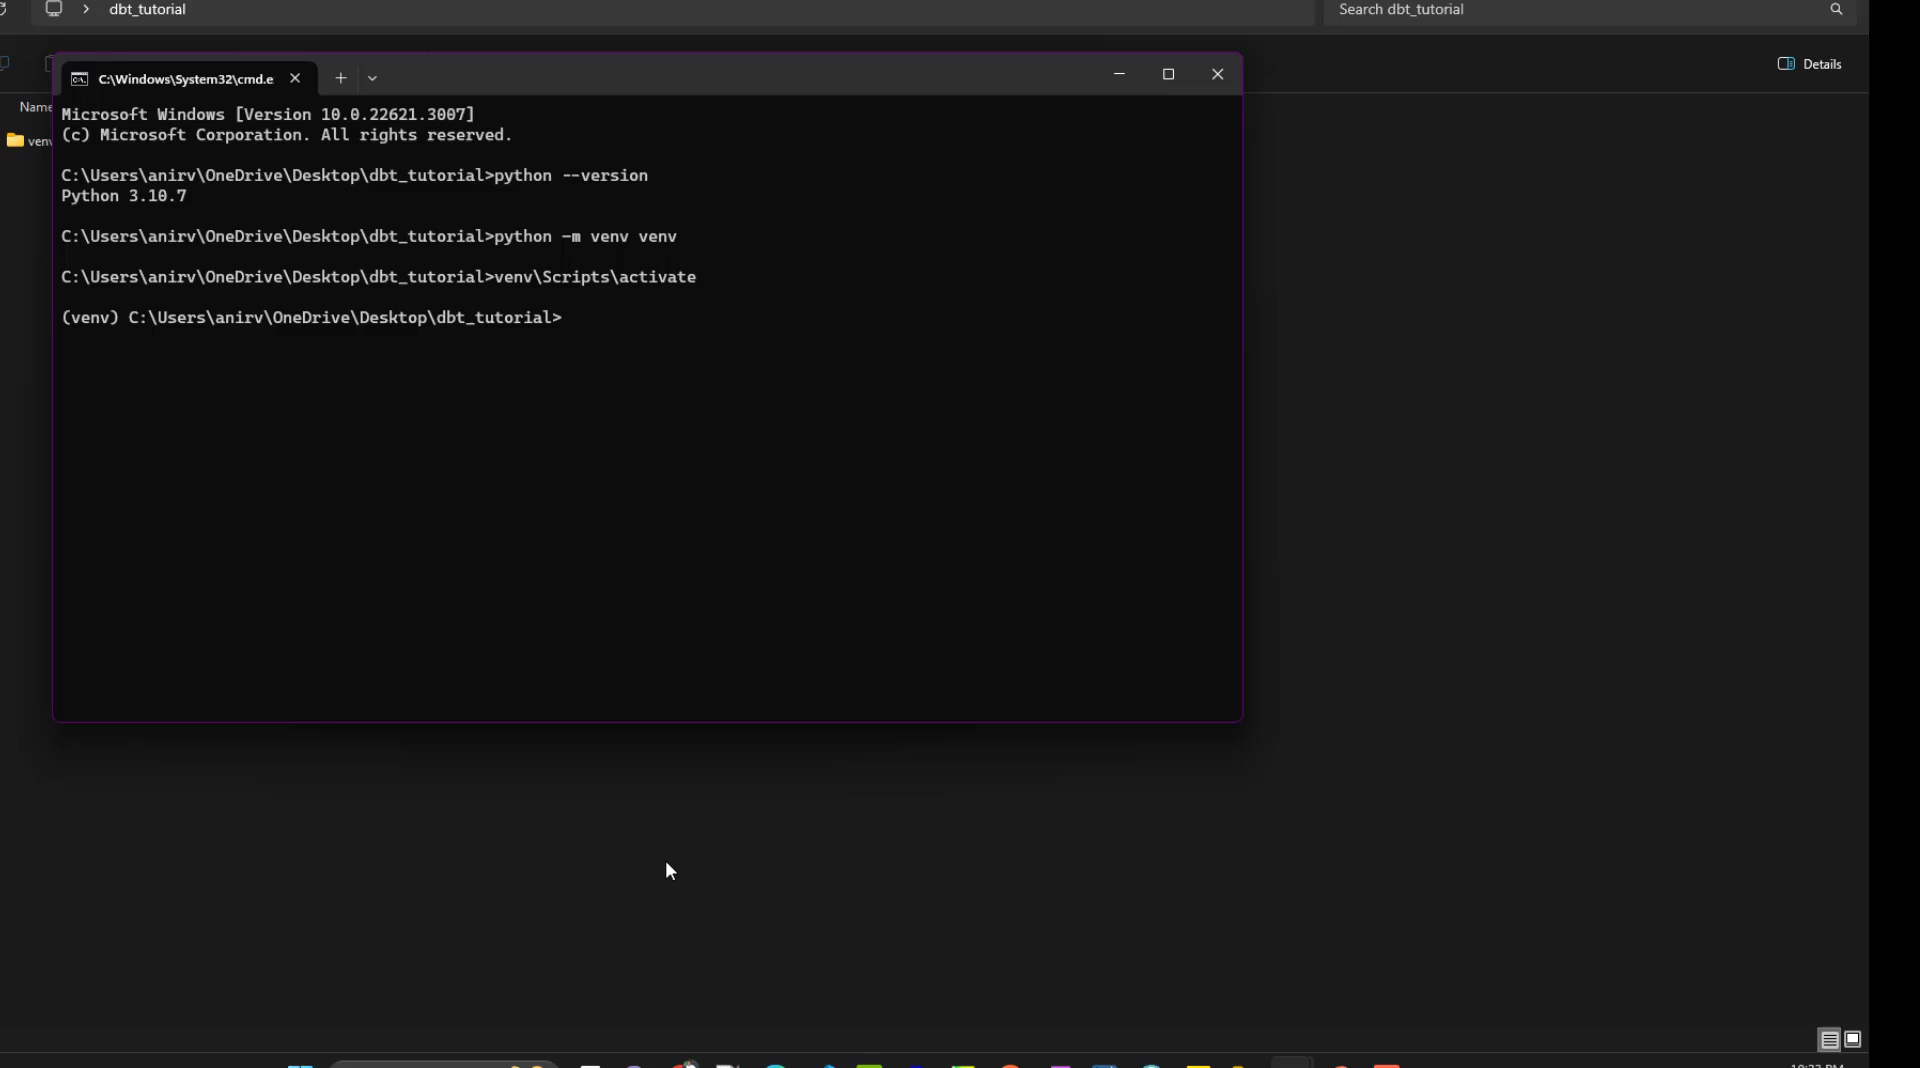 dbt_tutorial
Search dbt_tutorial
Details
C:\Windows\System32\cmd.e
Name
venv
Microsoft Windows [Version 10.0.22621.3007]
(c) Microsoft Corporation. All rights reserved.
C:\Users\anirv\OneDrive\Desktop\dbt_tutorial>python --version
Python 3.10.7
C:\Users\anirv\OneDrive\Desktop\dbt_tutorial>python -m venv venv
C:\Users\anirv\OneDrive\Desktop\dbt_tutorial>venv\Scripts\activate
(venv) C:\Users\anirv\OneDrive\Desktop\dbt_tutorial>